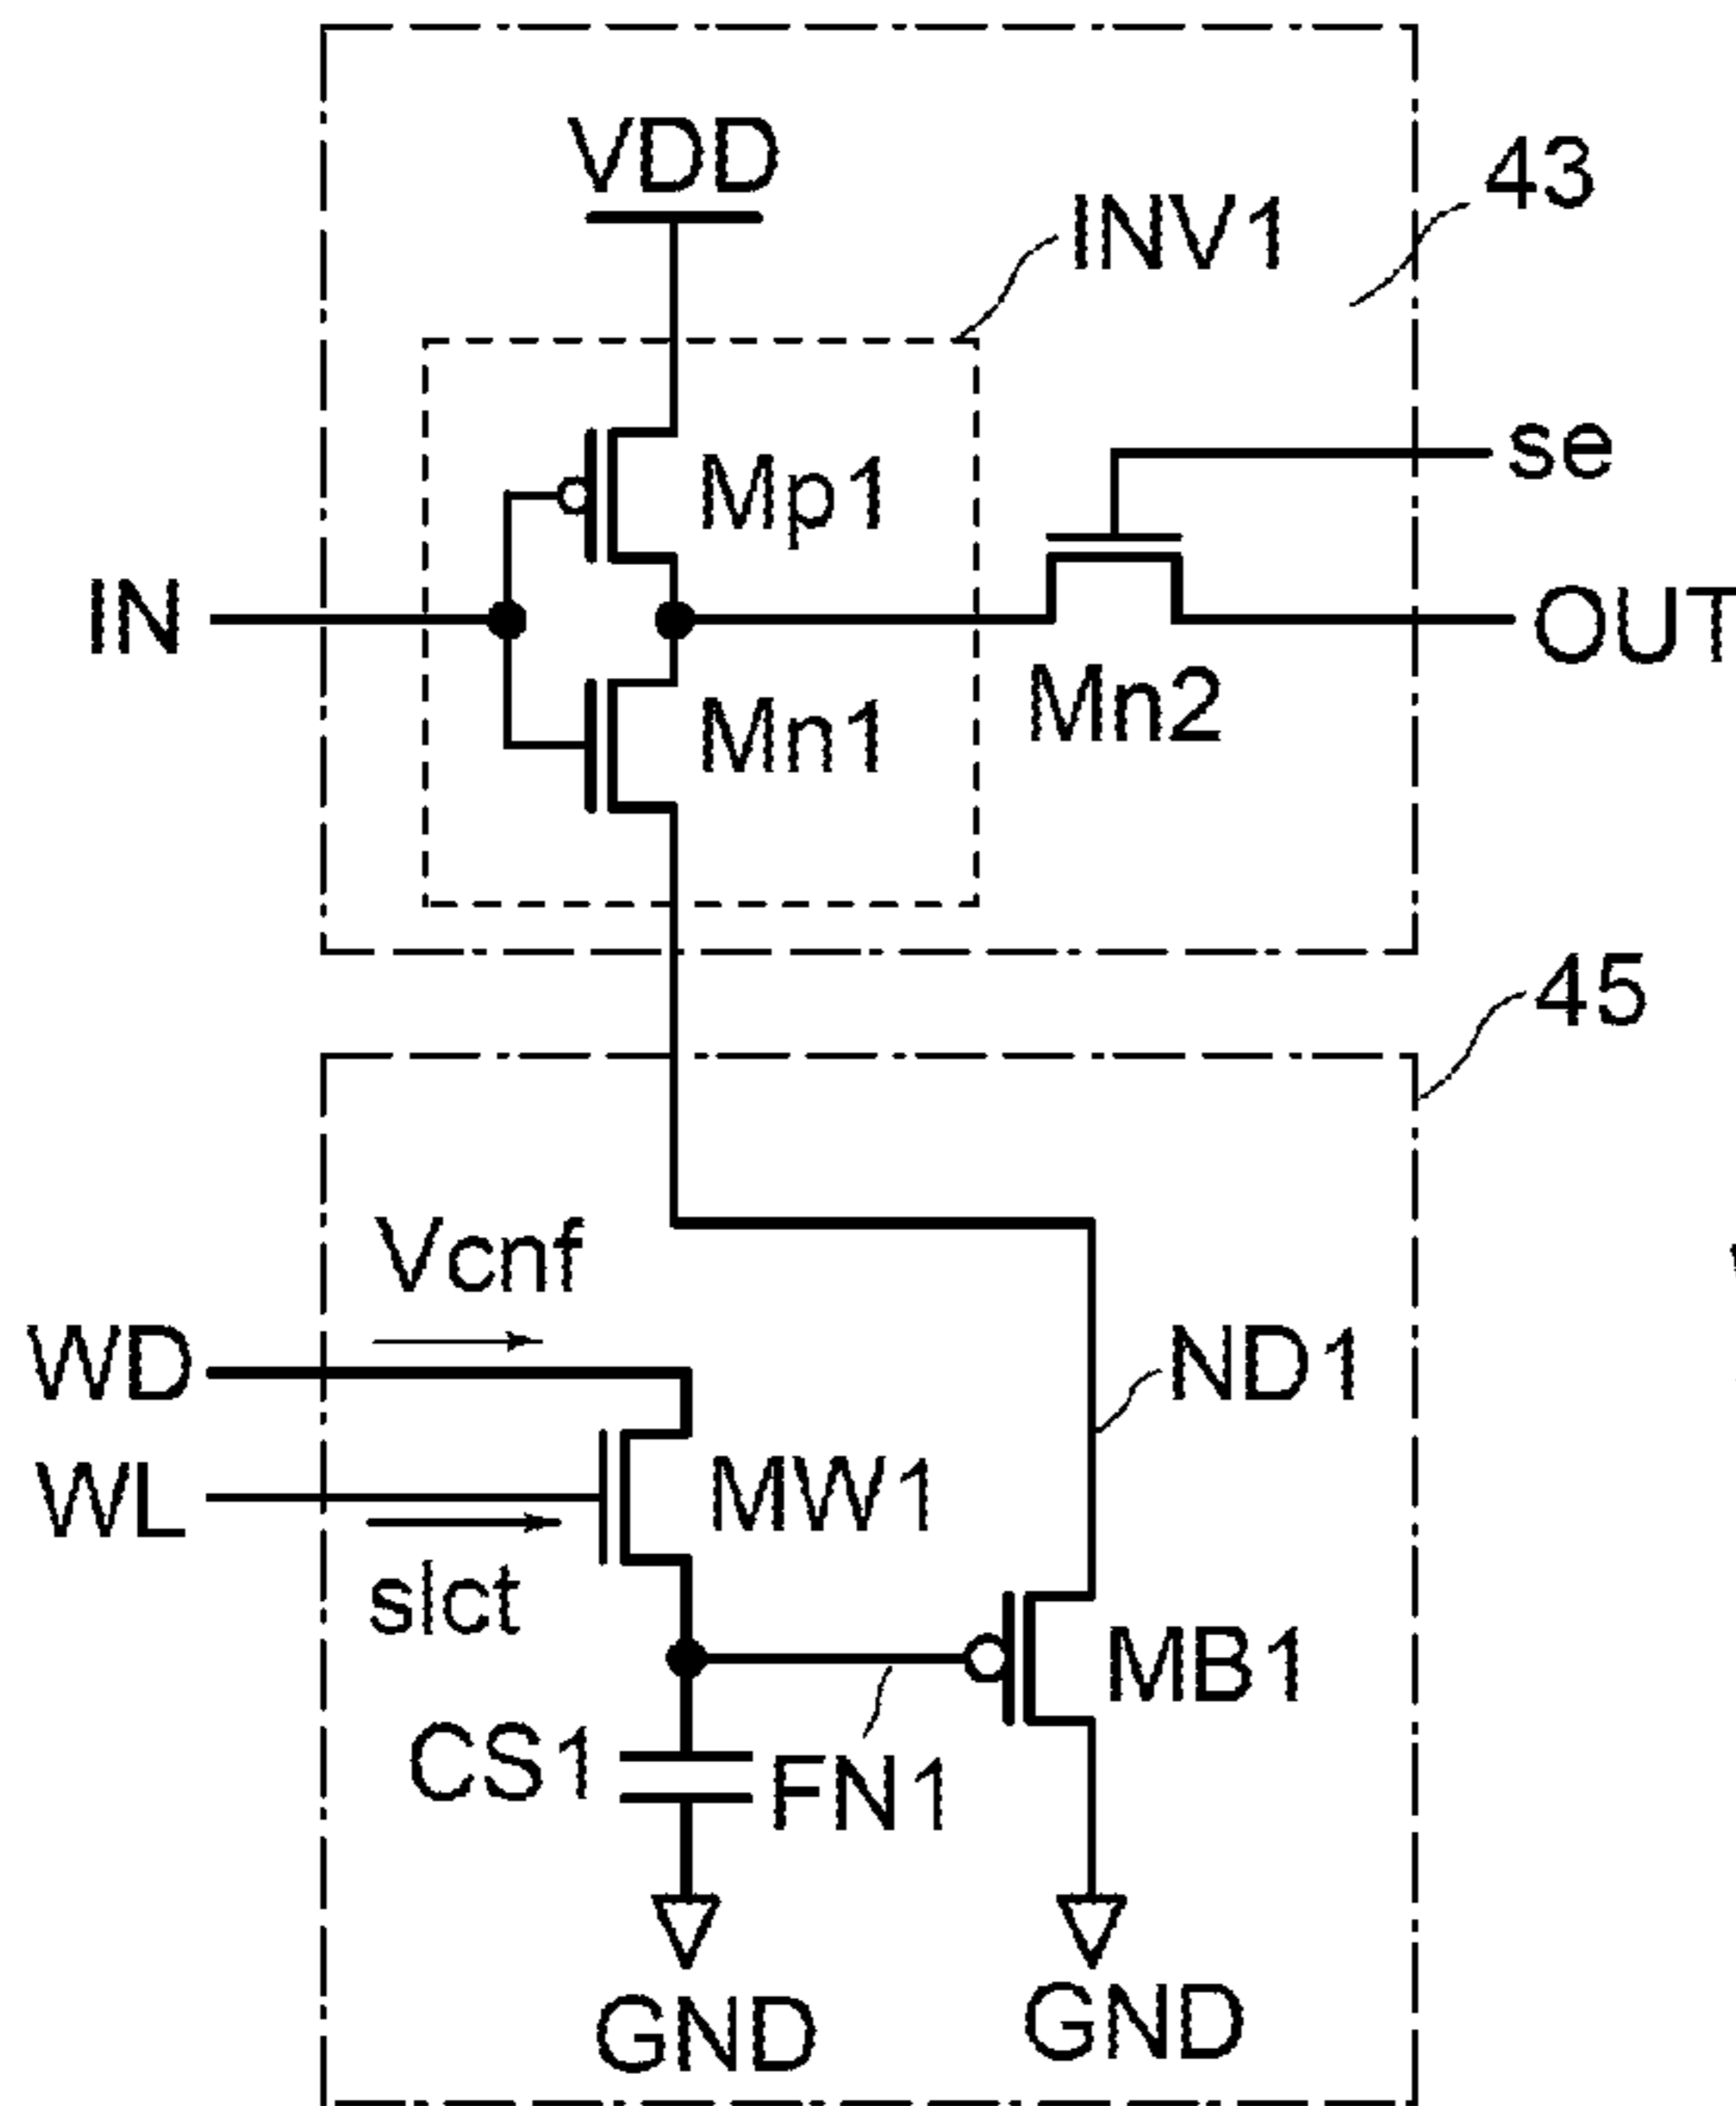 VDD
43
INV1
Mp1
se
IN
OUT
Mn1
Mn2
45
Vcnf
WD
ND1
WL
MW1
slct
MB1
CS1
FN1
GND
GND